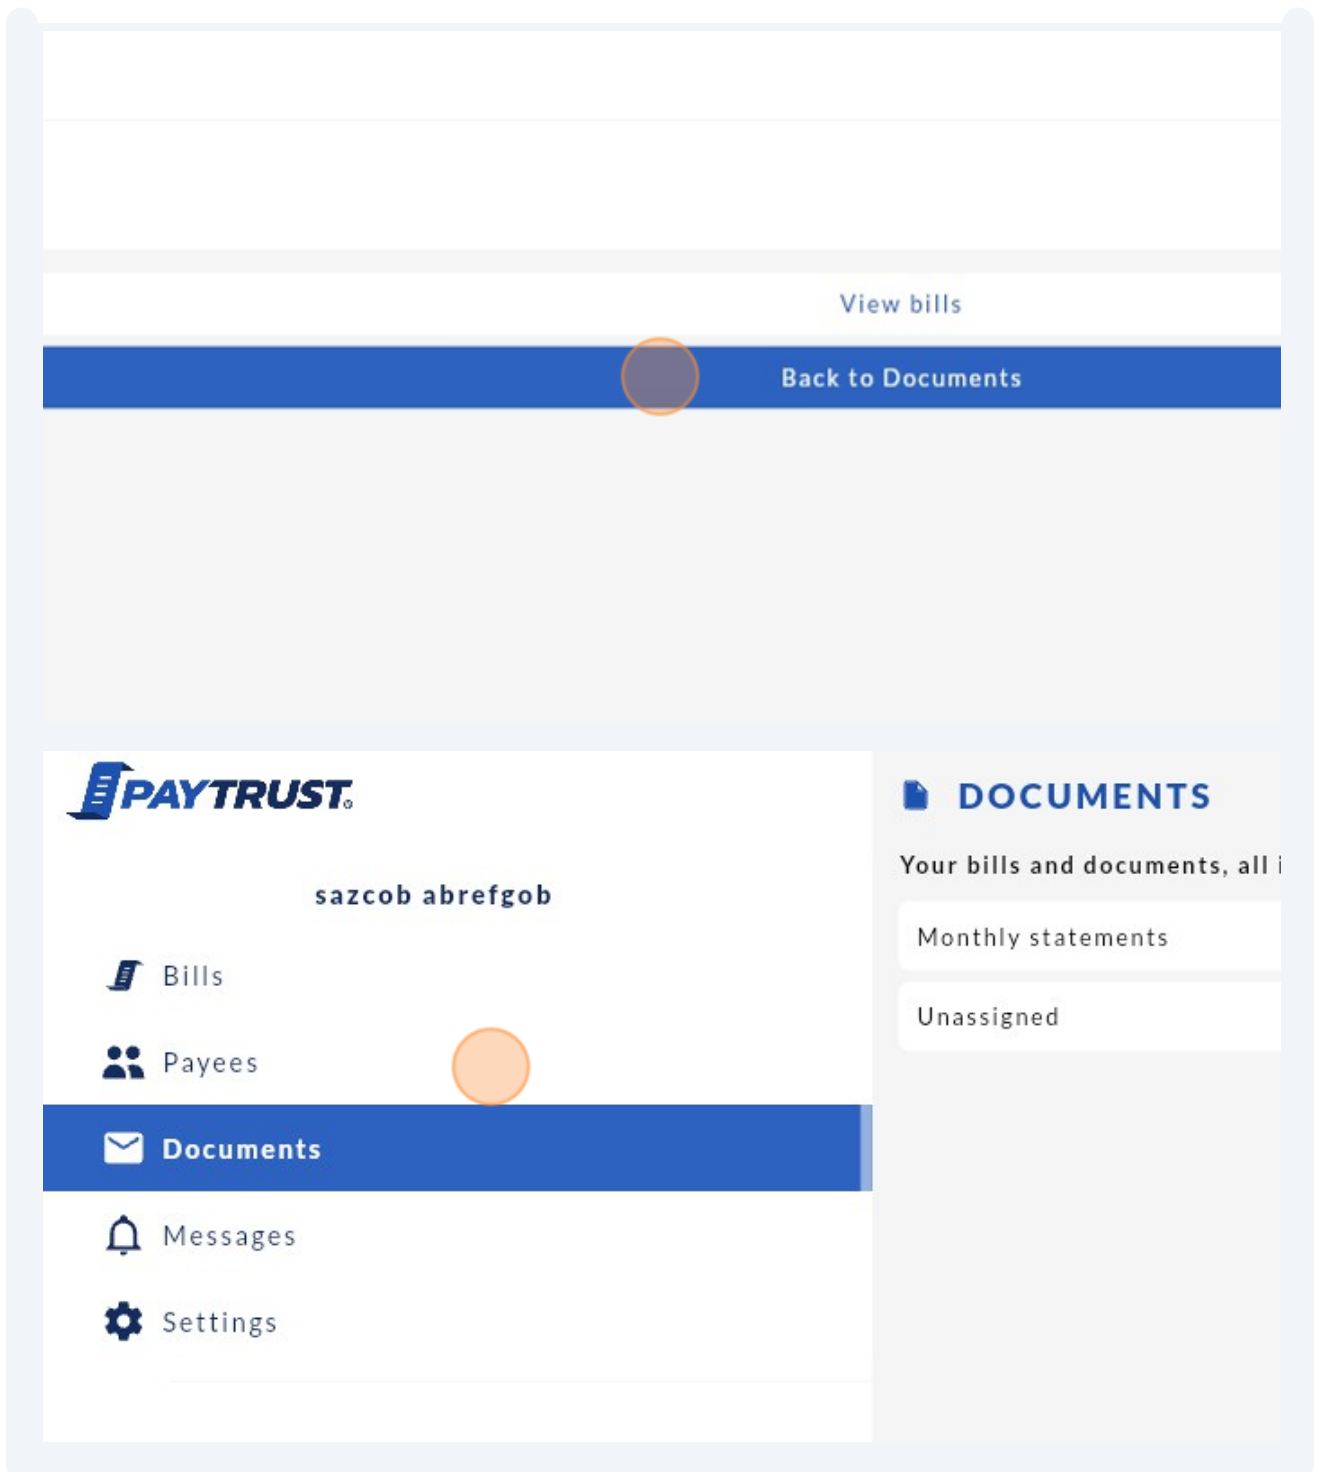 View bills
Back to Documents
PAYTRUST®
DOCUMENTS
Your bills and documents, all
sazcob abrefgob
Monthly statements
Bills
Unassigned
Payees
Documents
Messages
Settings